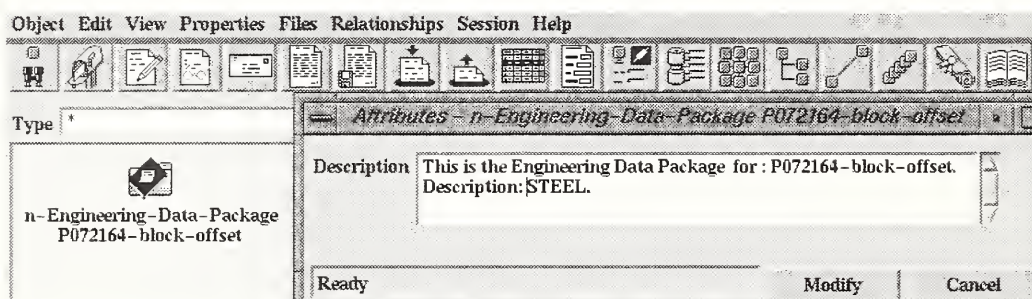 Object Edit View Properties Files Relationships Session Help
Type *
n-Engineering-Data-Package
P072164-block-offset
Attributes - n-Engineering-Data-Package P072164-block-offset
Description This is the Engineering Data Package for : P072164-block-offset.
Description: STEEL.
Ready Modify Cancel